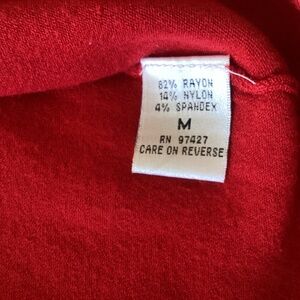 82% RAYON
14% NYLON
4% SPANDEX
M
RN 97427
CARE ON REVERSE